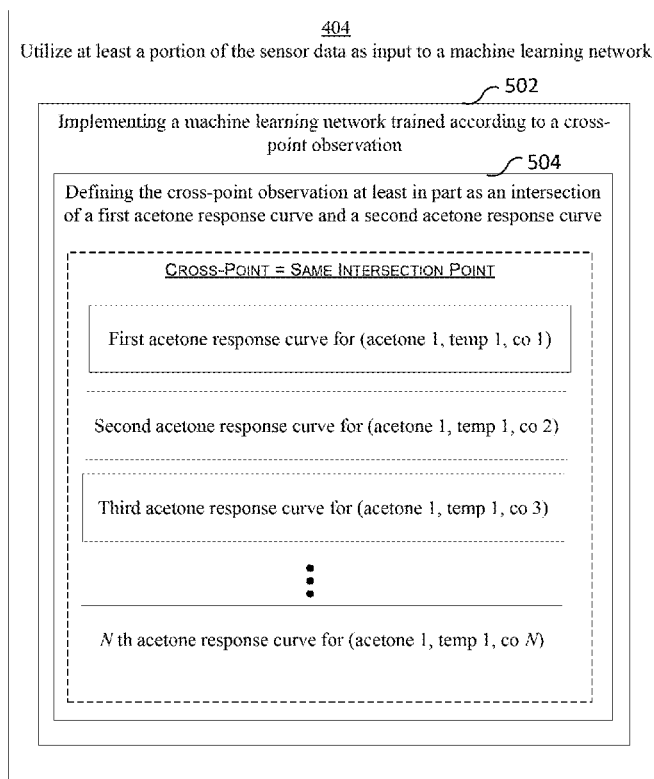 404
Utilize at least a portion of the sensor data as input to a machine learning network
502
Implementing a machine learning network trained according to a cross-
point observation
504
Defining the cross-point observation at least in part as an intersection
of a first acetone response curve and a second acetone response curve
CROSS-POINT = SAME INTERSECTION POINT
First acetone response curve for (acetone 1, temp 1, co 1)
Second acetone response curve for (acetone 1, temp 1, co 2)
Third acetone response curve for (acetone 1, temp 1, co 3)
N th acetone response curve for (acetone 1, temp 1, co N)